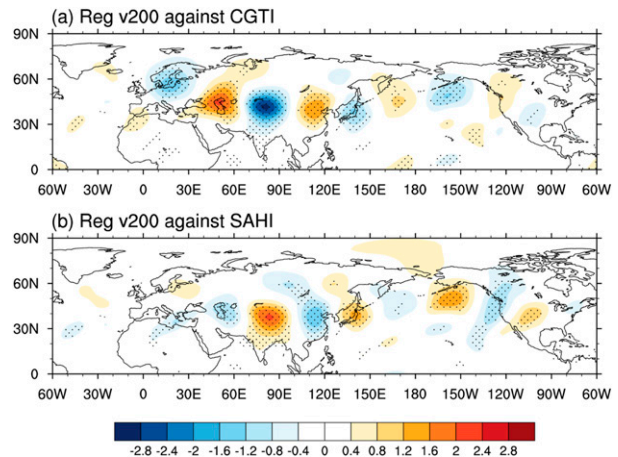 (a) Reg v200 against CGTI
90N
60N
30N
0
60W 30W 0 30E 60E 90E 120E 150E 180 150W 120W 90W 60W
(b) Reg v200 against SAHI
90N
60N
30N
0
60W 30W 0 30E 60E 90E 120E 150E 180 150W 120W 90W 60W
-2.8 -2.4 -2 -1.6 -1.2 -0.8 -0.4 0 0.4 0.8 1.2 1.6 2 2.4 2.8